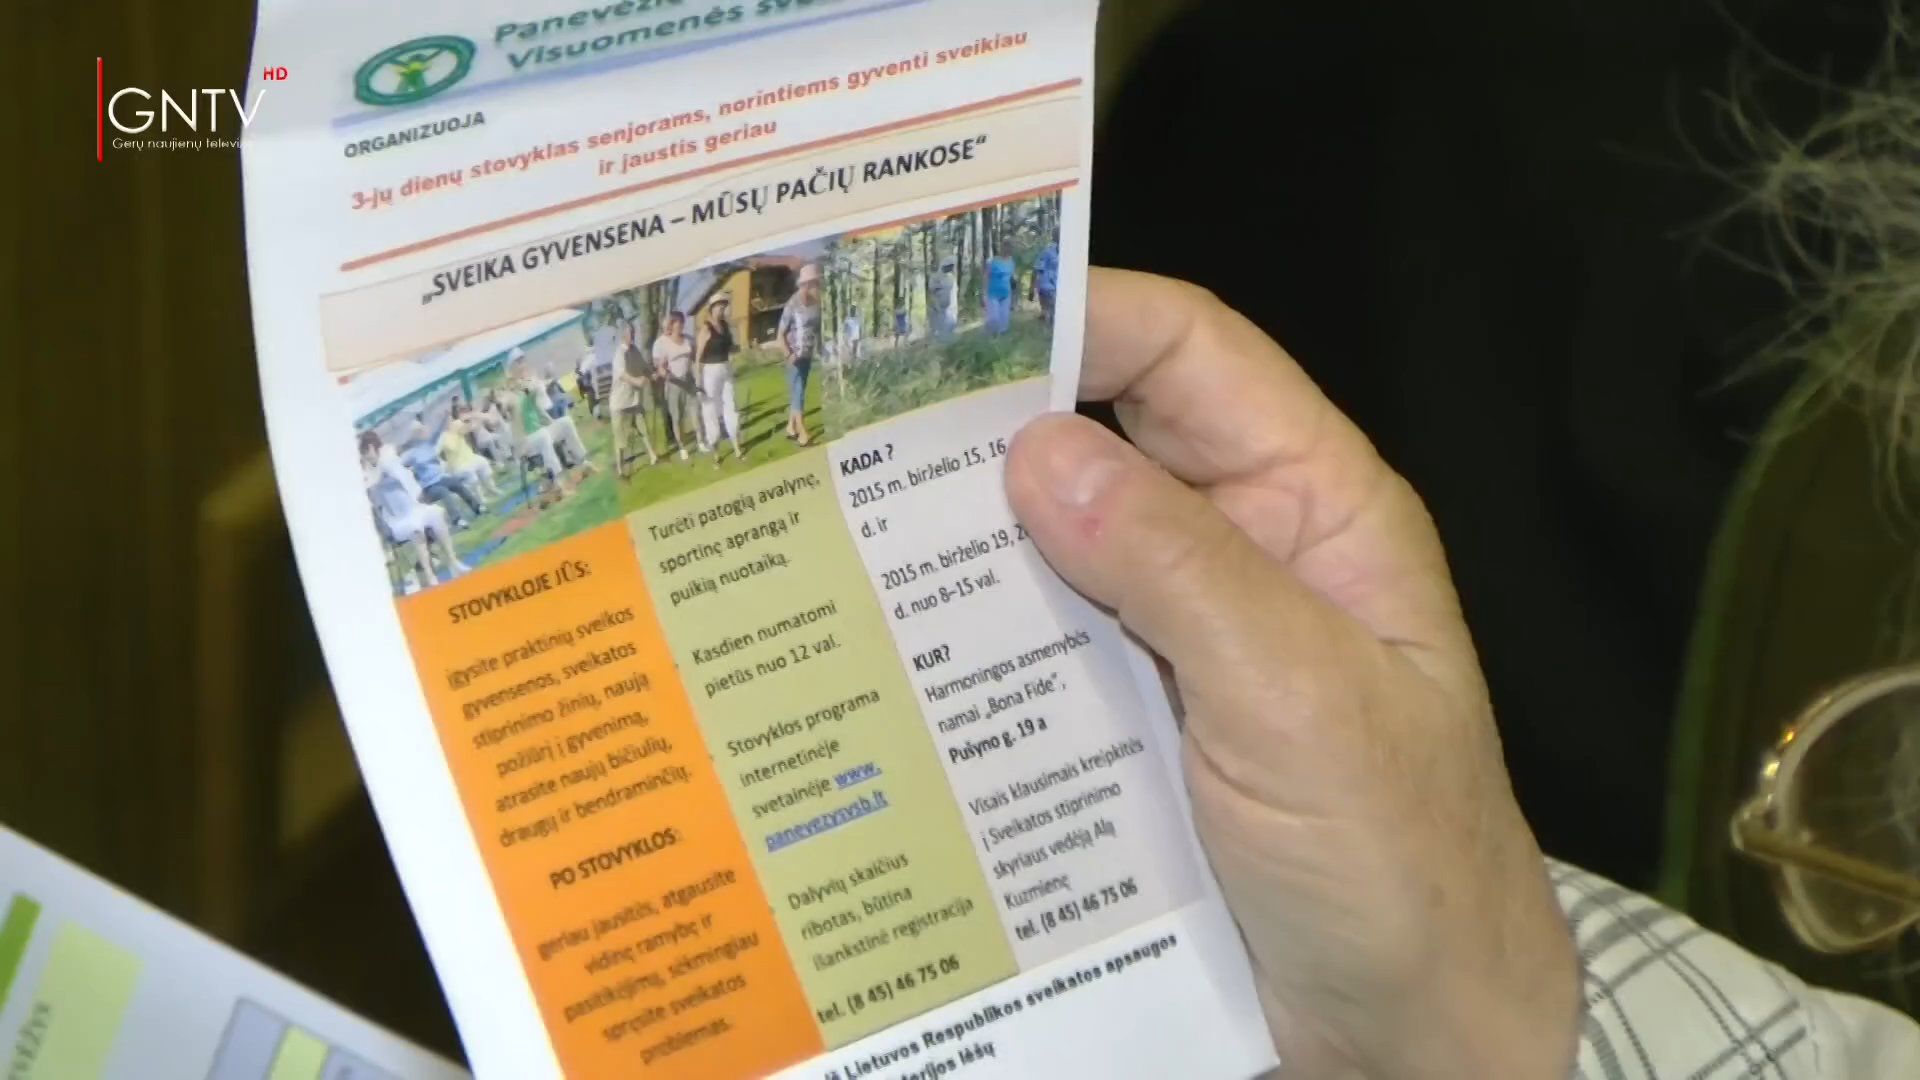 GNTV HD
Gerų naujienų
Visuomenės
ORGANIZUOJA
3-jų dienų stovyklas senjorams, norintiems gyventi sveikiau
ir jaustis geriau
„SVEIKA GYVENSENA – MŪSŲ PAČIŲ RANKOSE“
STOVYKLOJE JŪS:
įgysite praktinių sveikos
gyvensenos, sveikatos
stiprinimo žinių, naują
požiūrį į gyvenimą,
atrasite naujų bičiulių,
draugų ir bendraminčių.
PO STOVYKLOS:
geriau jausitės, atgausite
vidinę ramybę ir
pasitikėjimą, sėkmingiau
spręsite sveikatos
problemas.
Turėti patogią avalynę,
sportinę aprangą ir
puikią nuotaiką.
Kasdien numatomi
pietūs nuo 12 val.
Stovyklos programa
internetinėje
svetainėje www.
panevezysvsb.lt
Dalyvių skaičius
ribotas, būtina
išankstinė registracija
tel. (8 45) 46 75 06
KADA ?
2015 m. birželio 15, 16
d. ir
2015 m. birželio 19,
d. nuo 8–15 val.
KUR?
Harmoningos asmenybės
namai „Bona Fide“,
Pušyno g. 19 a
Visais klausimais kreipkitės
į Sveikatos stiprinimo
skyriaus vedėją Alą
Kuzmienę
tel. (8 45) 46 75 06
Lietuvos Respublikos sveikatos apsaugos
lėšų